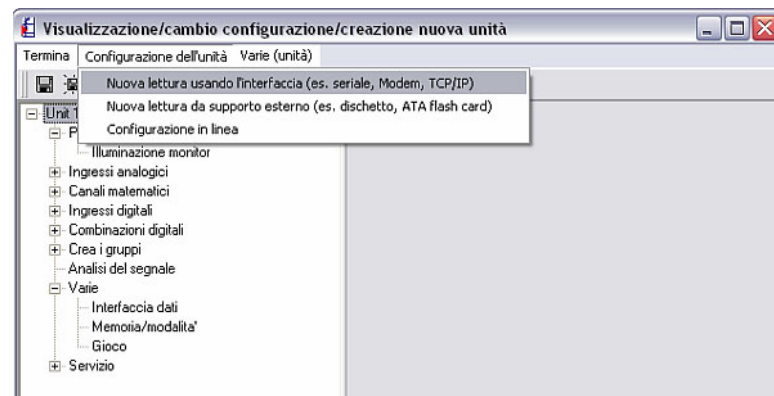 Visualizzazione/cambio configurazione/creazione nuova unità
Termina Configurazione dell'unità Varie (unità)
Nuova lettura usando l'interfaccia (es. seriale, Modem, TCP/IP)
Nuova lettura da supporto esterno (es. dischetto, ATA flash card)
Configurazione in linea
Unit 1
Illuminazione monitor
Ingressi analogici
Canali matematici
Ingressi digitali
Combinazioni digitali
Crea i gruppi
Analisi del segnale
Varie
Interfaccia dati
Memoria/modalita'
Gioco
Servizio